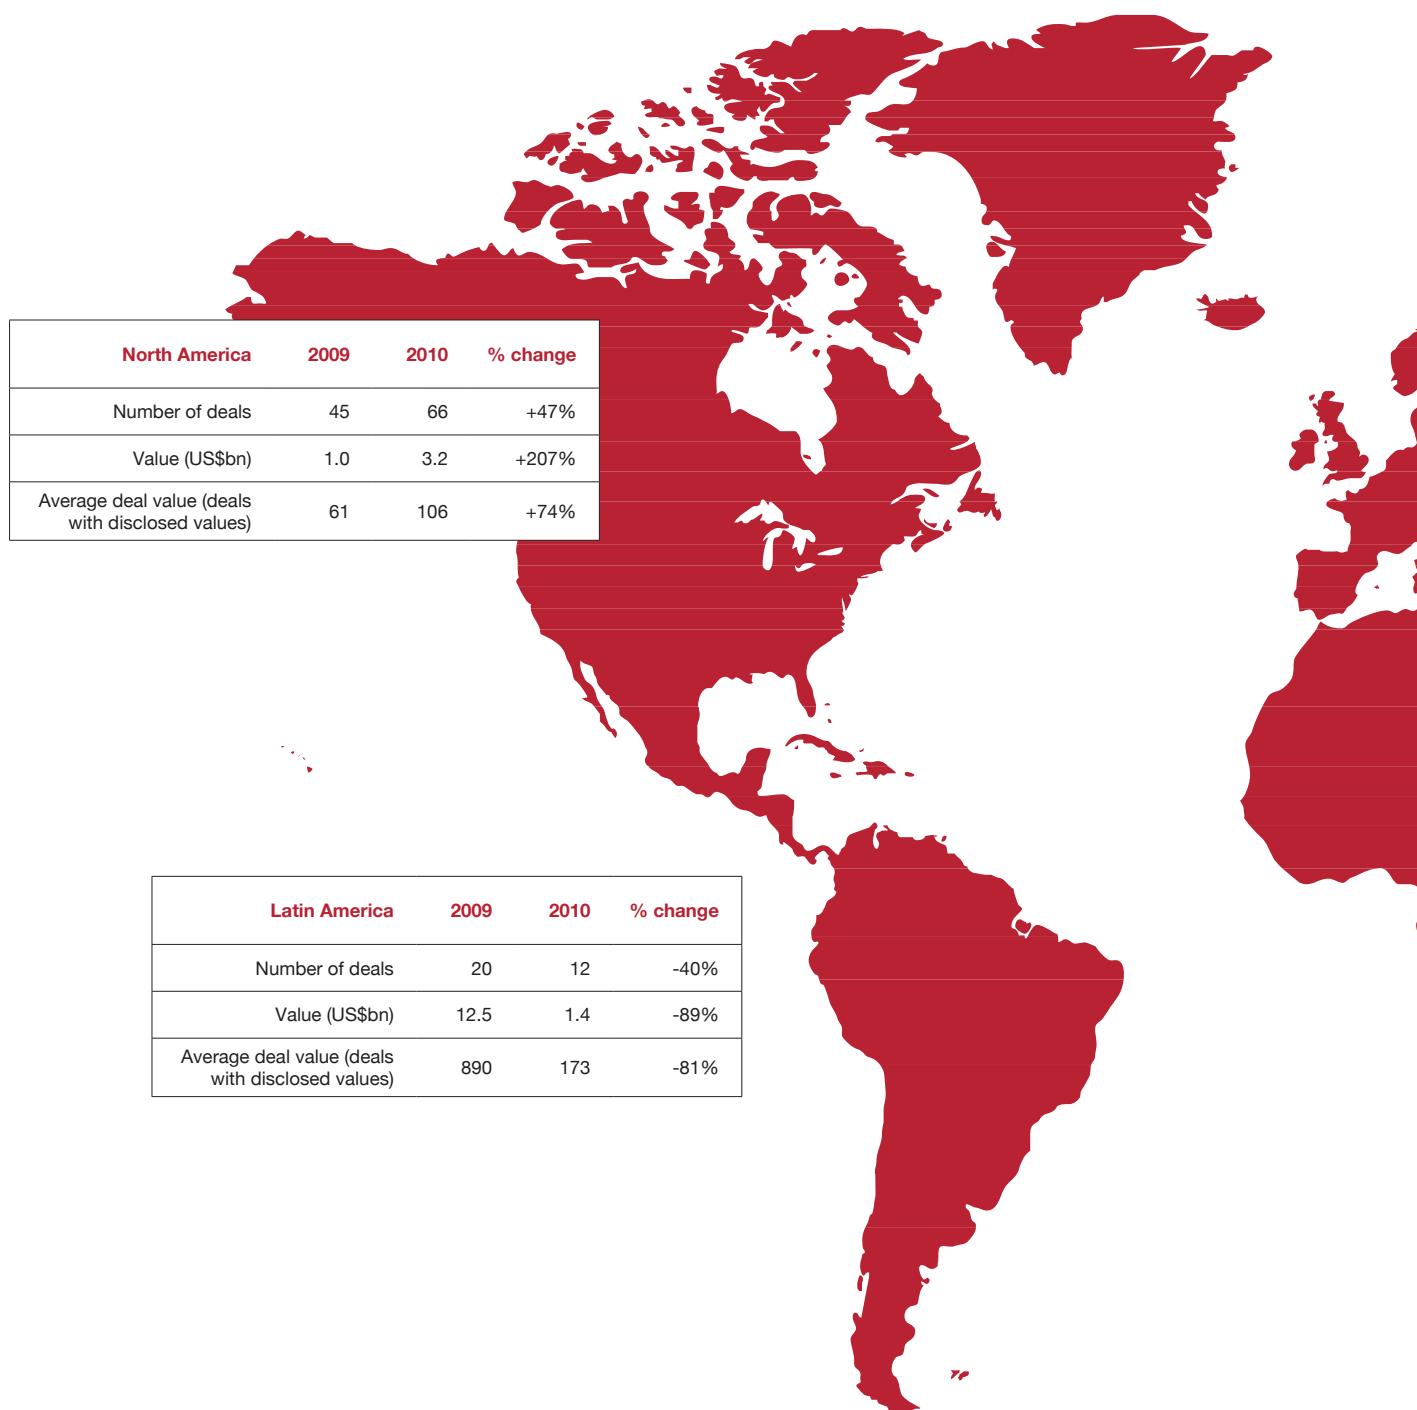 North America 2009 2010 % change
Number of deals 45 66 +47%
Value (US$bn) 1.0 3.2 +207%
Average deal value (deals
with disclosed values) 61 106 +74%
Latin America 2009 2010 % change
Number of deals 20 12 -40%
Value (US$bn) 12.5 1.4 -89%
Average deal value (deals
with disclosed values) 890 173 -81%